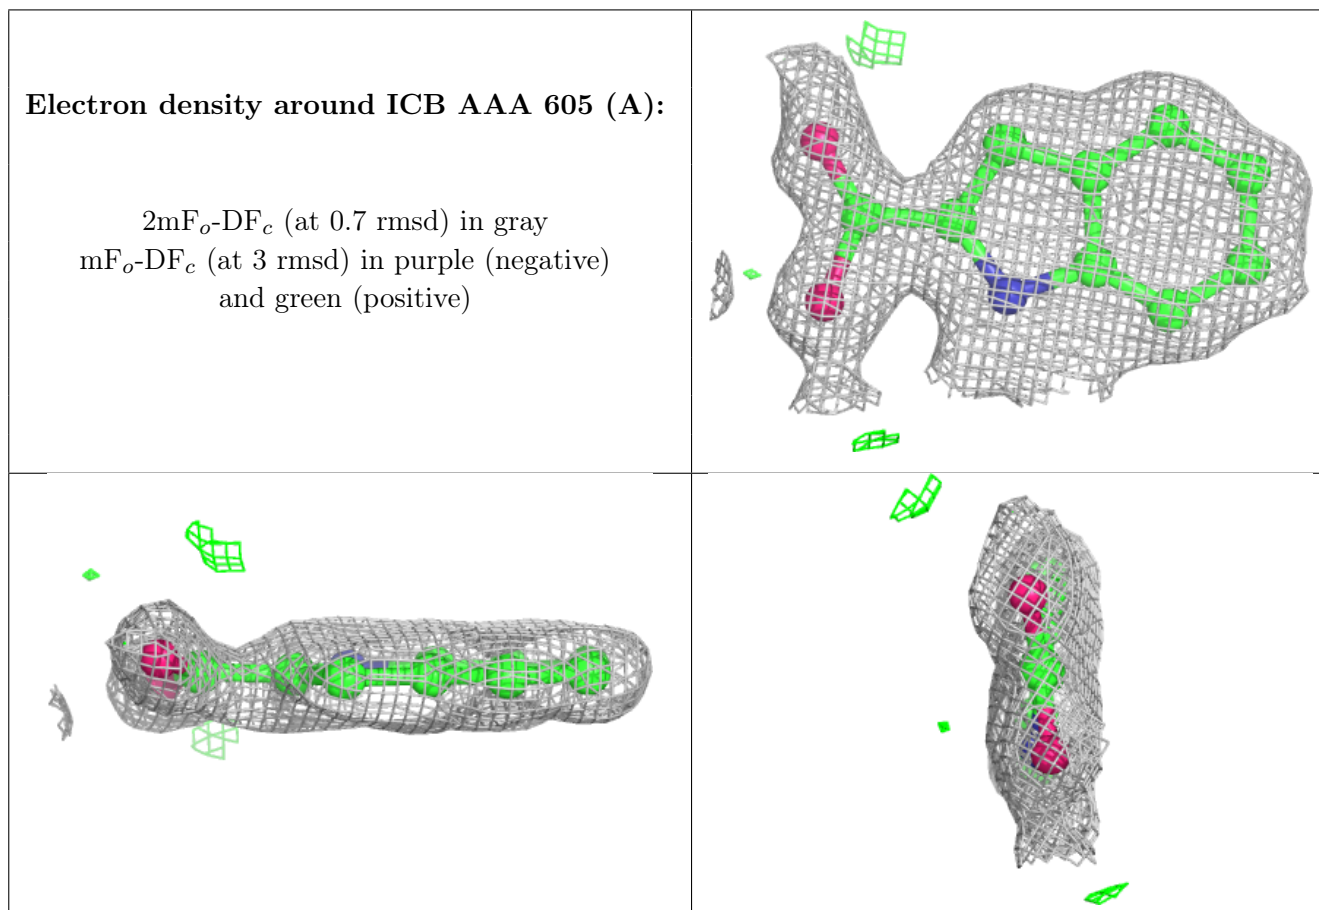 Electron density around ICB AAA 605 (A):
2mFo-DFc (at 0.7 rmsd) in gray
mFo-DFc (at 3 rmsd) in purple (negative)
and green (positive)